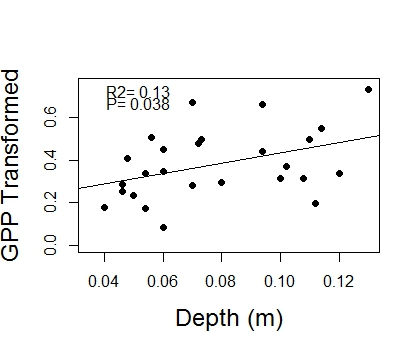 R2= 0.13
P= 0.038
GPP Transformed
0.6
0.4
0.2
0.0
0.04 0.06 0.08 0.10 0.12
Depth (m)